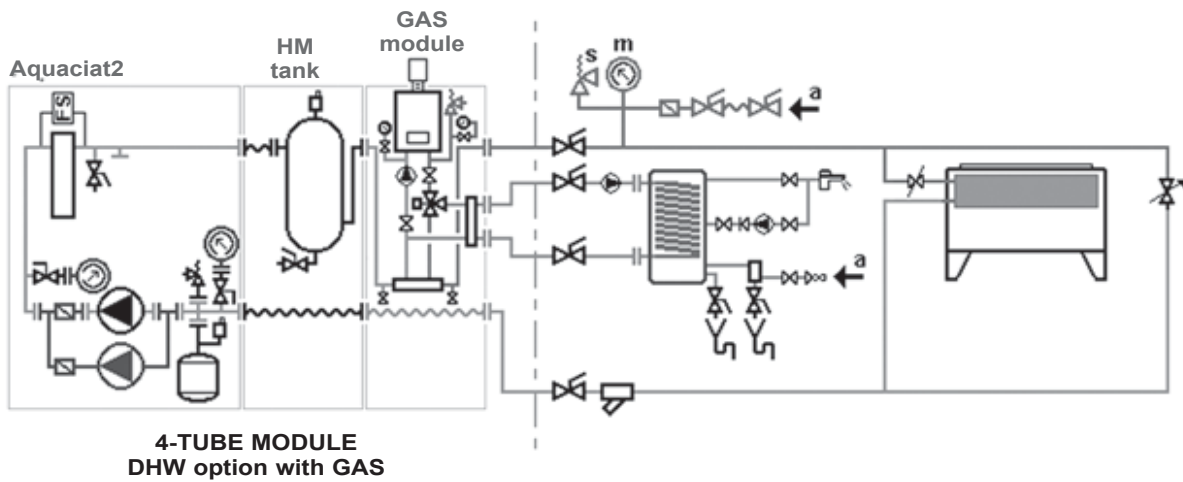 GAS
module
HM
tank
Aquaciat2
FS
s
m
a
a
4-TUBE MODULE
DHW option with GAS